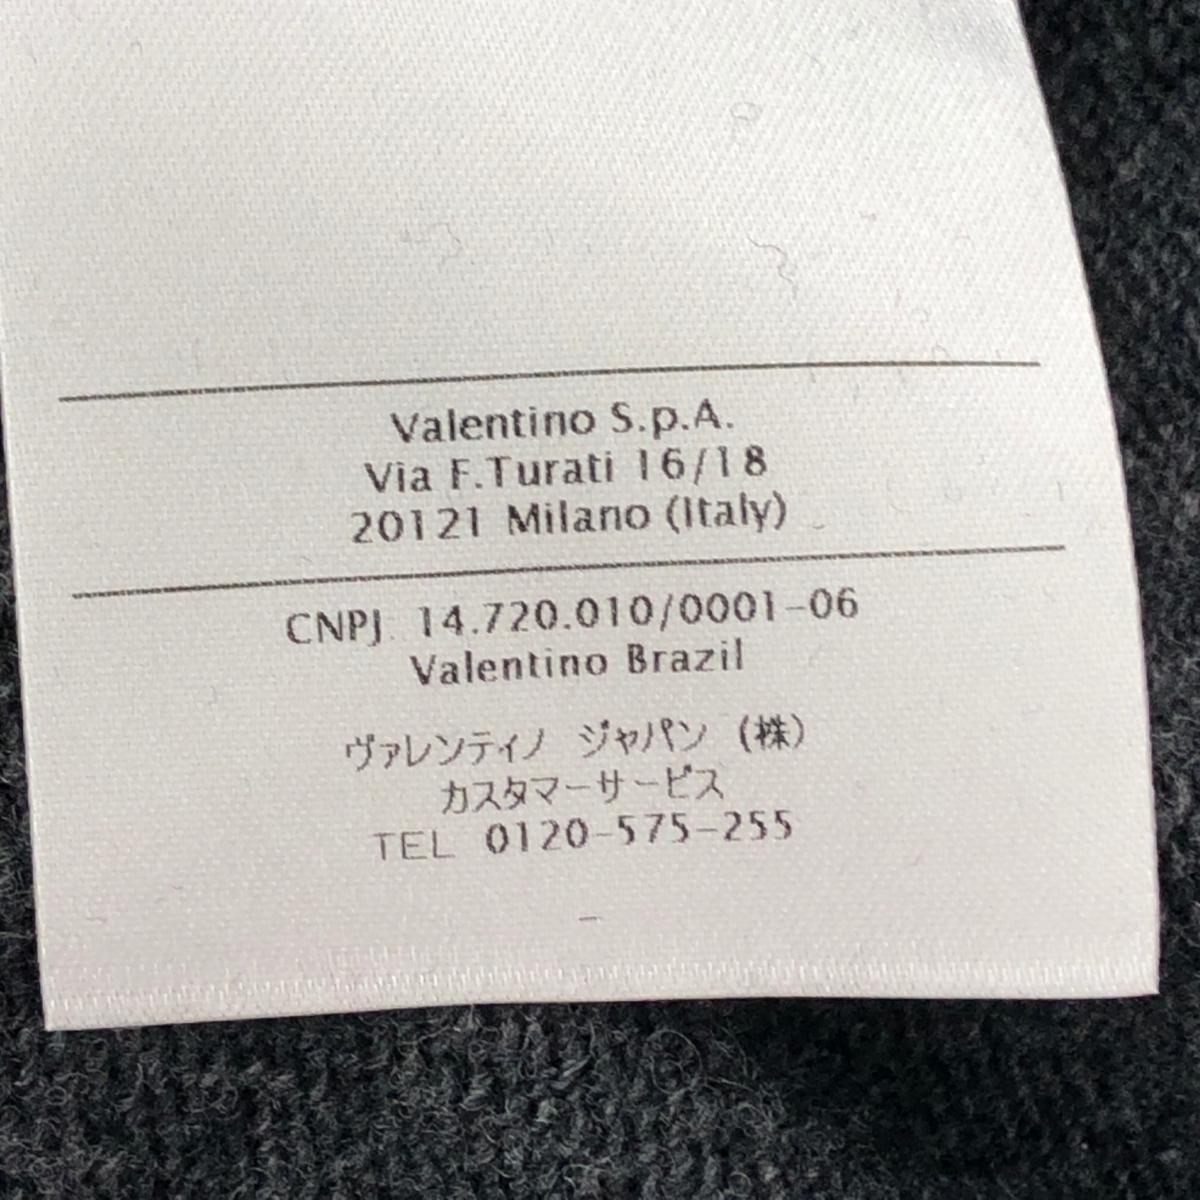 Valentino S.p.A.
Via F.Turati 16/18
20121 Milano (Italy)
CNPJ 14.720.010/0001-06
Valentino Brazil
ヴァレンティノ ジャパン (株)
カスタマーサービス
TEL 0120-575-255
-